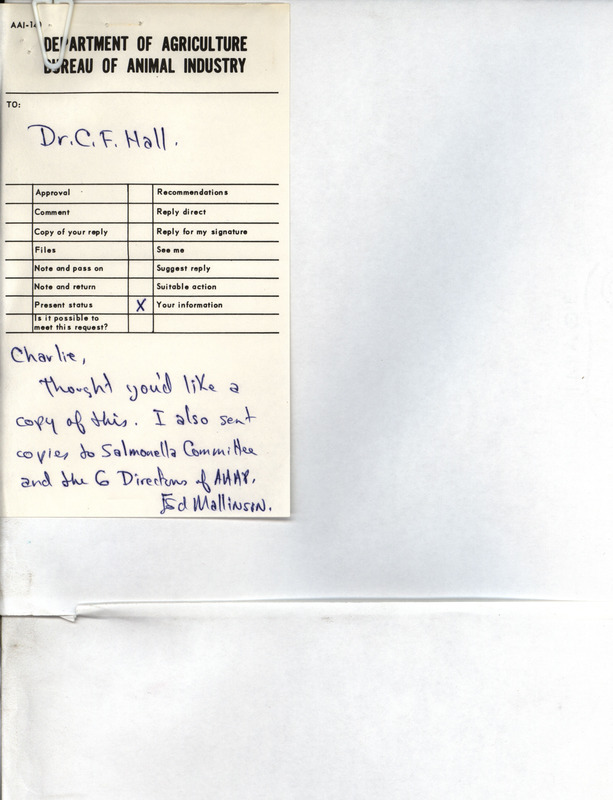 DEPARTMENT OF AGRICULTURE
BUREAU OF ANIMAL INDUSTRY
TO:
Dr. C. F. Hall.
Approval Recommendations
Comment Reply direct
Copy of your reply Reply for my signature
Files See me
Note and pass on Suggest reply
Note and return Suitable action
Present status X Your information
Is it possible to
meet this request?
Charlie,
Thought you'd like a
copy of this. I also sent
copies to Salmonella Committee
and the 6 Directors of AAAP.
Ed Mallinson.